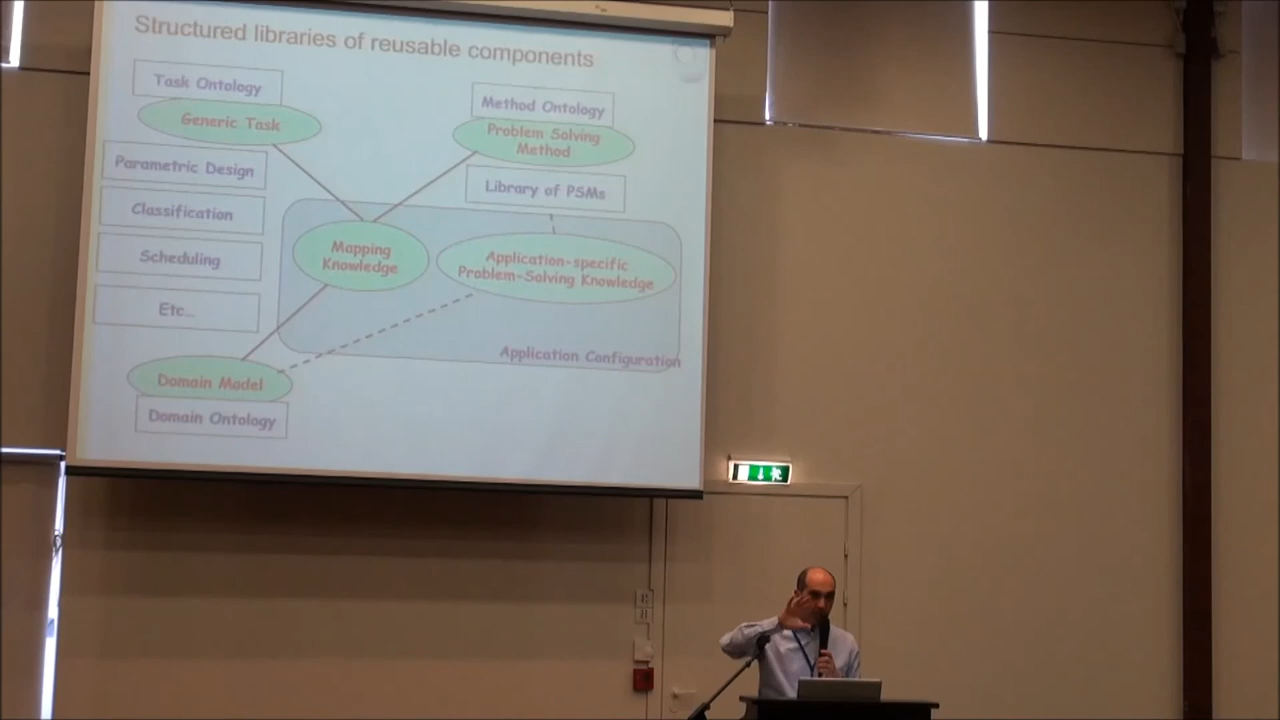 Structured libraries of reusable components
Task Ontology
Generic Task
Parametric Design
Classification
Scheduling
Etc...
Method Ontology
Problem Solving
Method
Library of PSMs
Mapping
Knowledge
Application-specific
Problem-Solving Knowledge
Application Configuration
Domain Model
Domain Ontology